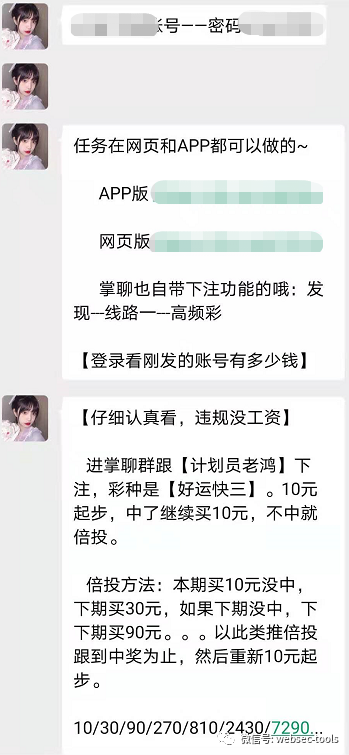 账号——密码
任务在网页和APP都可以做的~
APP版
网页版
掌聊也自带下注功能的哦：发
现---线路一---高频彩
【登录看刚发的账号有多少钱】
【仔细认真看，违规没工资】
进掌聊群跟【计划员老鸿】下
注，彩种是【好运快三】。10元
起步，中了继续买10元，不中就
倍投。
倍投方法：本期买10元没中，
下期买30元，如果下期没中，下
下期买90元。。。以此类推倍投
跟到中奖为止，然后重新10元起
步。
10/30/90/270/810/2430/7290...
微信号: websec-tools